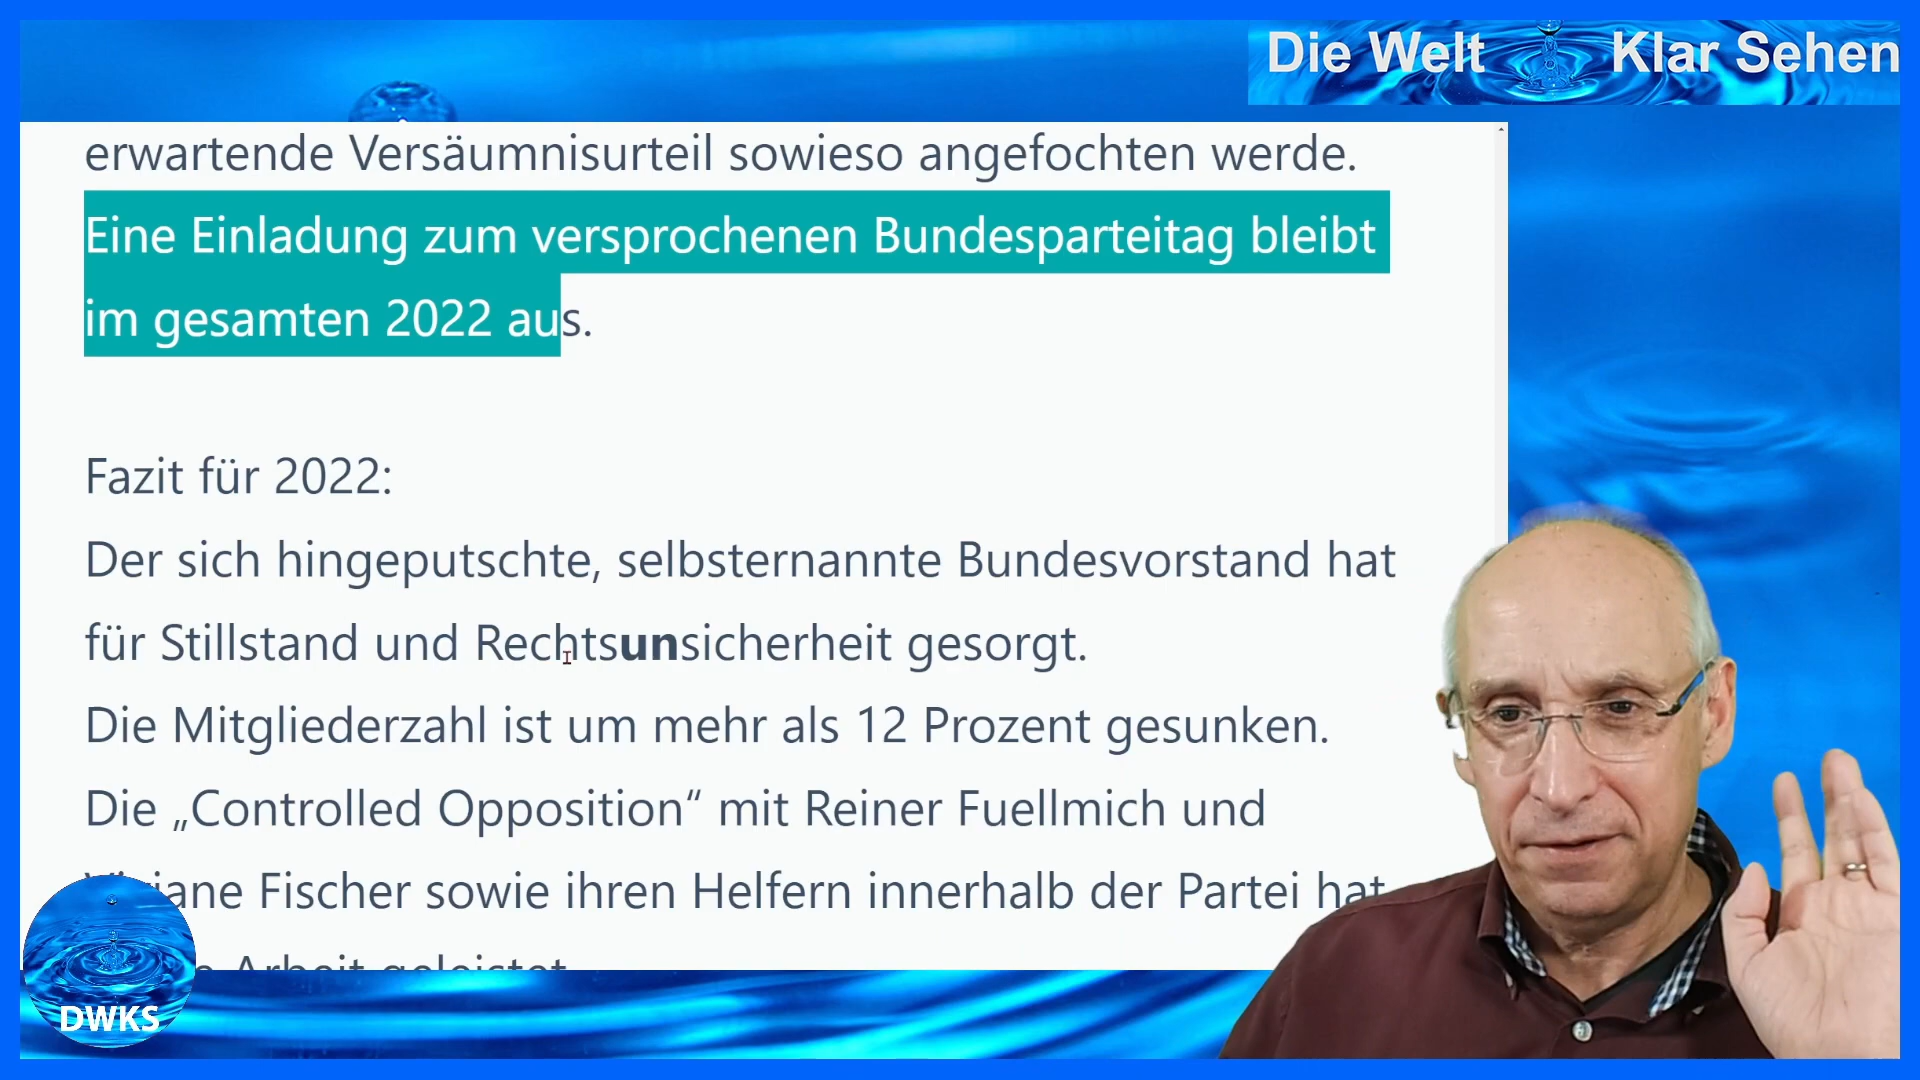 Die Welt Klar Sehen
erwartende Versäumnisurteil sowieso angefochten werde.
Eine Einladung zum versprochenen Bundesparteitag bleibt
im gesamten 2022 aus.
Fazit für 2022:
Der sich hingeputschte, selbsternannte Bundesvorstand hat
für Stillstand und Rechtsunsicherheit gesorgt.
Die Mitgliederzahl ist um mehr als 12 Prozent gesunken.
Die „Controlled Opposition“ mit Reiner Fuellmich und
Viviane Fischer sowie ihren Helfern innerhalb der Partei hat
Arbeit geleistet
DWKS